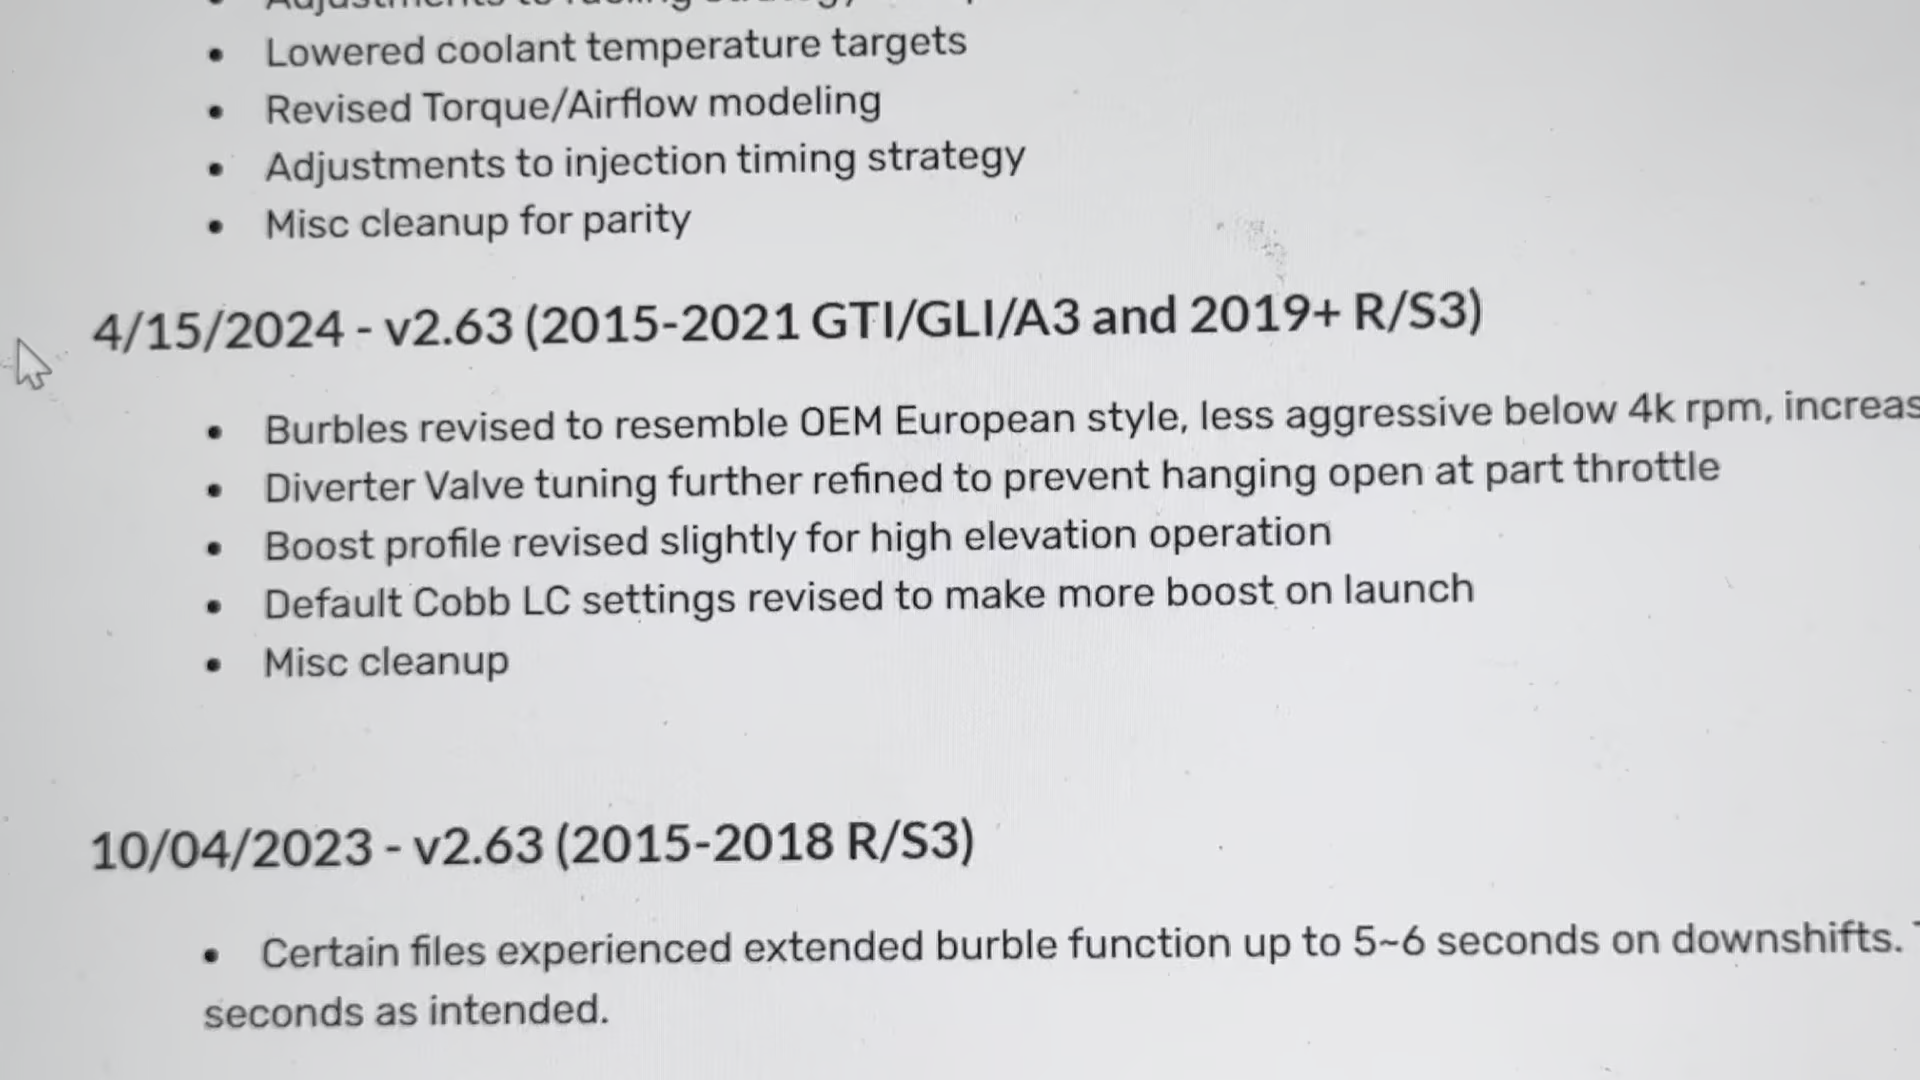 Adjustments to fueling strategy
Lowered coolant temperature targets
Revised Torque/Airflow modeling
Adjustments to injection timing strategy
Misc cleanup for parity
4/15/2024 - v2.63 (2015-2021 GTI/GLI/A3 and 2019+ R/S3)
Burbles revised to resemble OEM European style, less aggressive below 4k rpm, increas
Diverter Valve tuning further refined to prevent hanging open at part throttle
Boost profile revised slightly for high elevation operation
Default Cobb LC settings revised to make more boost on launch
Misc cleanup
10/04/2023 - v2.63 (2015-2018 R/S3)
Certain files experienced extended burble function up to 5~6 seconds on downshifts.
seconds as intended.